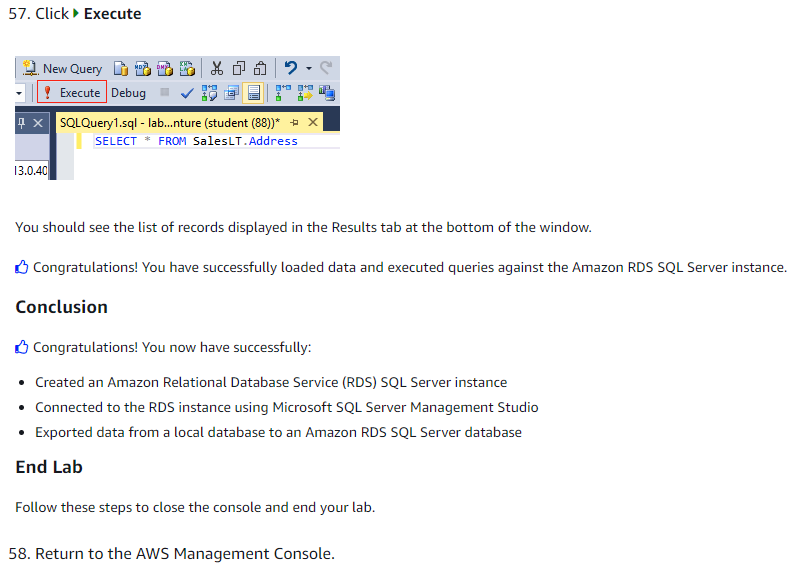 57. Click Execute
New Query
Execute Debug
SQLQuery1.sql - lab...nture (student (88))*
SELECT * FROM SalesLT.Address
13.0.40
You should see the list of records displayed in the Results tab at the bottom of the window.
Congratulations! You have successfully loaded data and executed queries against the Amazon RDS SQL Server instance.
Conclusion
Congratulations! You now have successfully:
• Created an Amazon Relational Database Service (RDS) SQL Server instance
• Connected to the RDS instance using Microsoft SQL Server Management Studio
• Exported data from a local database to an Amazon RDS SQL Server database
End Lab
Follow these steps to close the console and end your lab.
58. Return to the AWS Management Console.